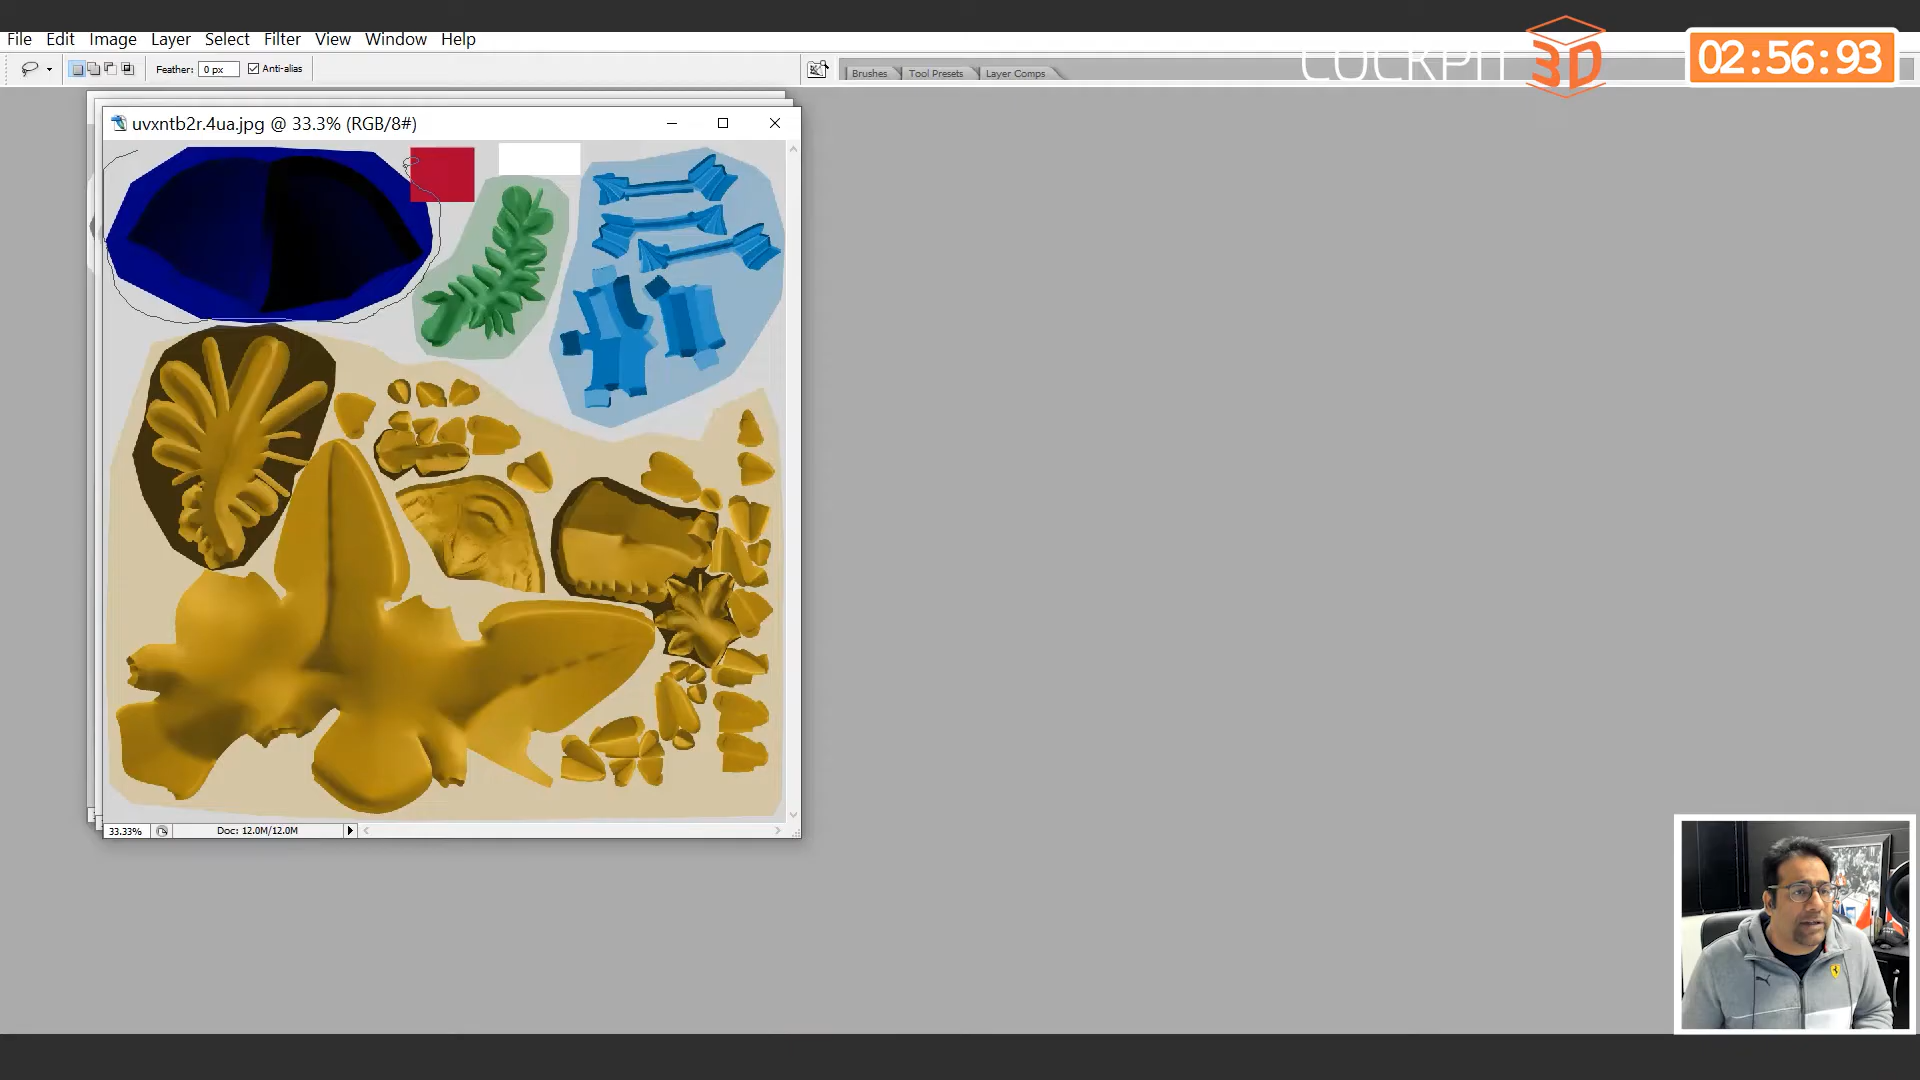 File Edit Image Layer Select Filter View Window Help
COCKPIT 3D
02:56:93
Feather: 0 px Anti-alias
Brushes Tool Presets Layer Comps
uvxntb2r.4ua.jpg @ 33.3% (RGB/8#)
33.33% Doc: 12.0M/12.0M